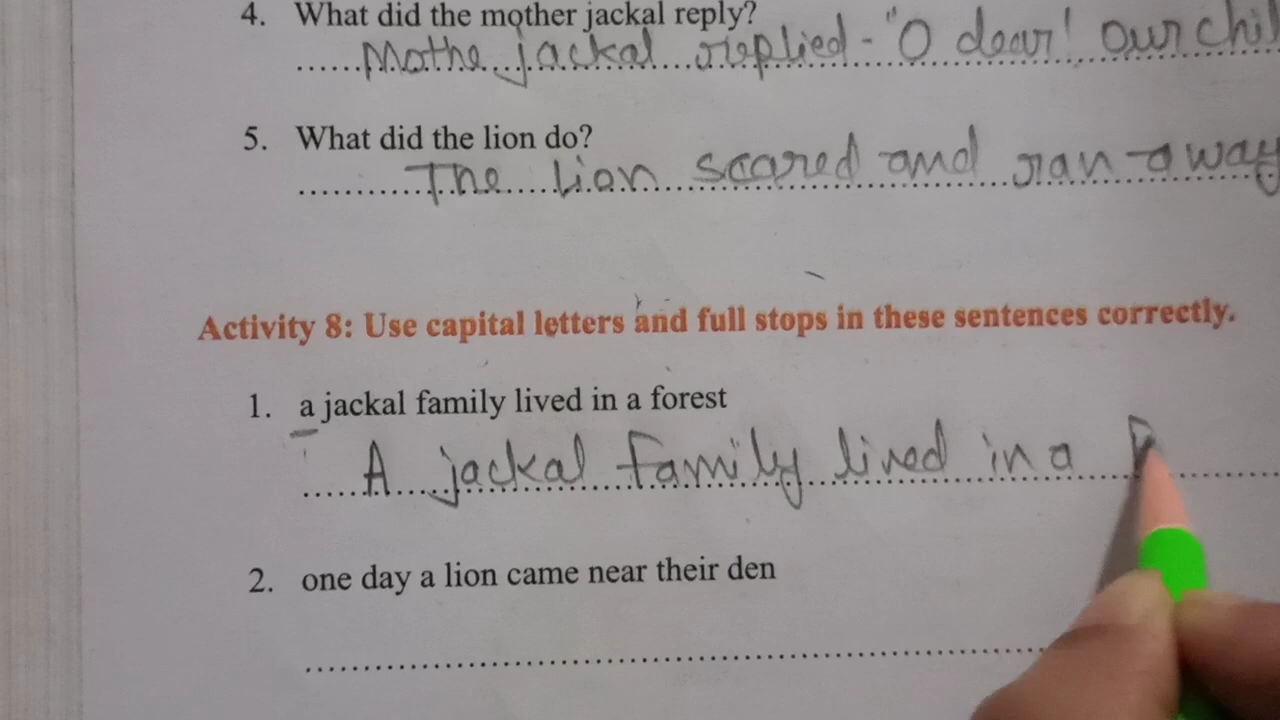 4. What did the mother jackal reply?
Mothe jackal replied - "O dear! our chil
5. What did the lion do?
The lion scared and ran away
Activity 8: Use capital letters and full stops in these sentences correctly.
1. a jackal family lived in a forest
A jackal family lived in a
2. one day a lion came near their den